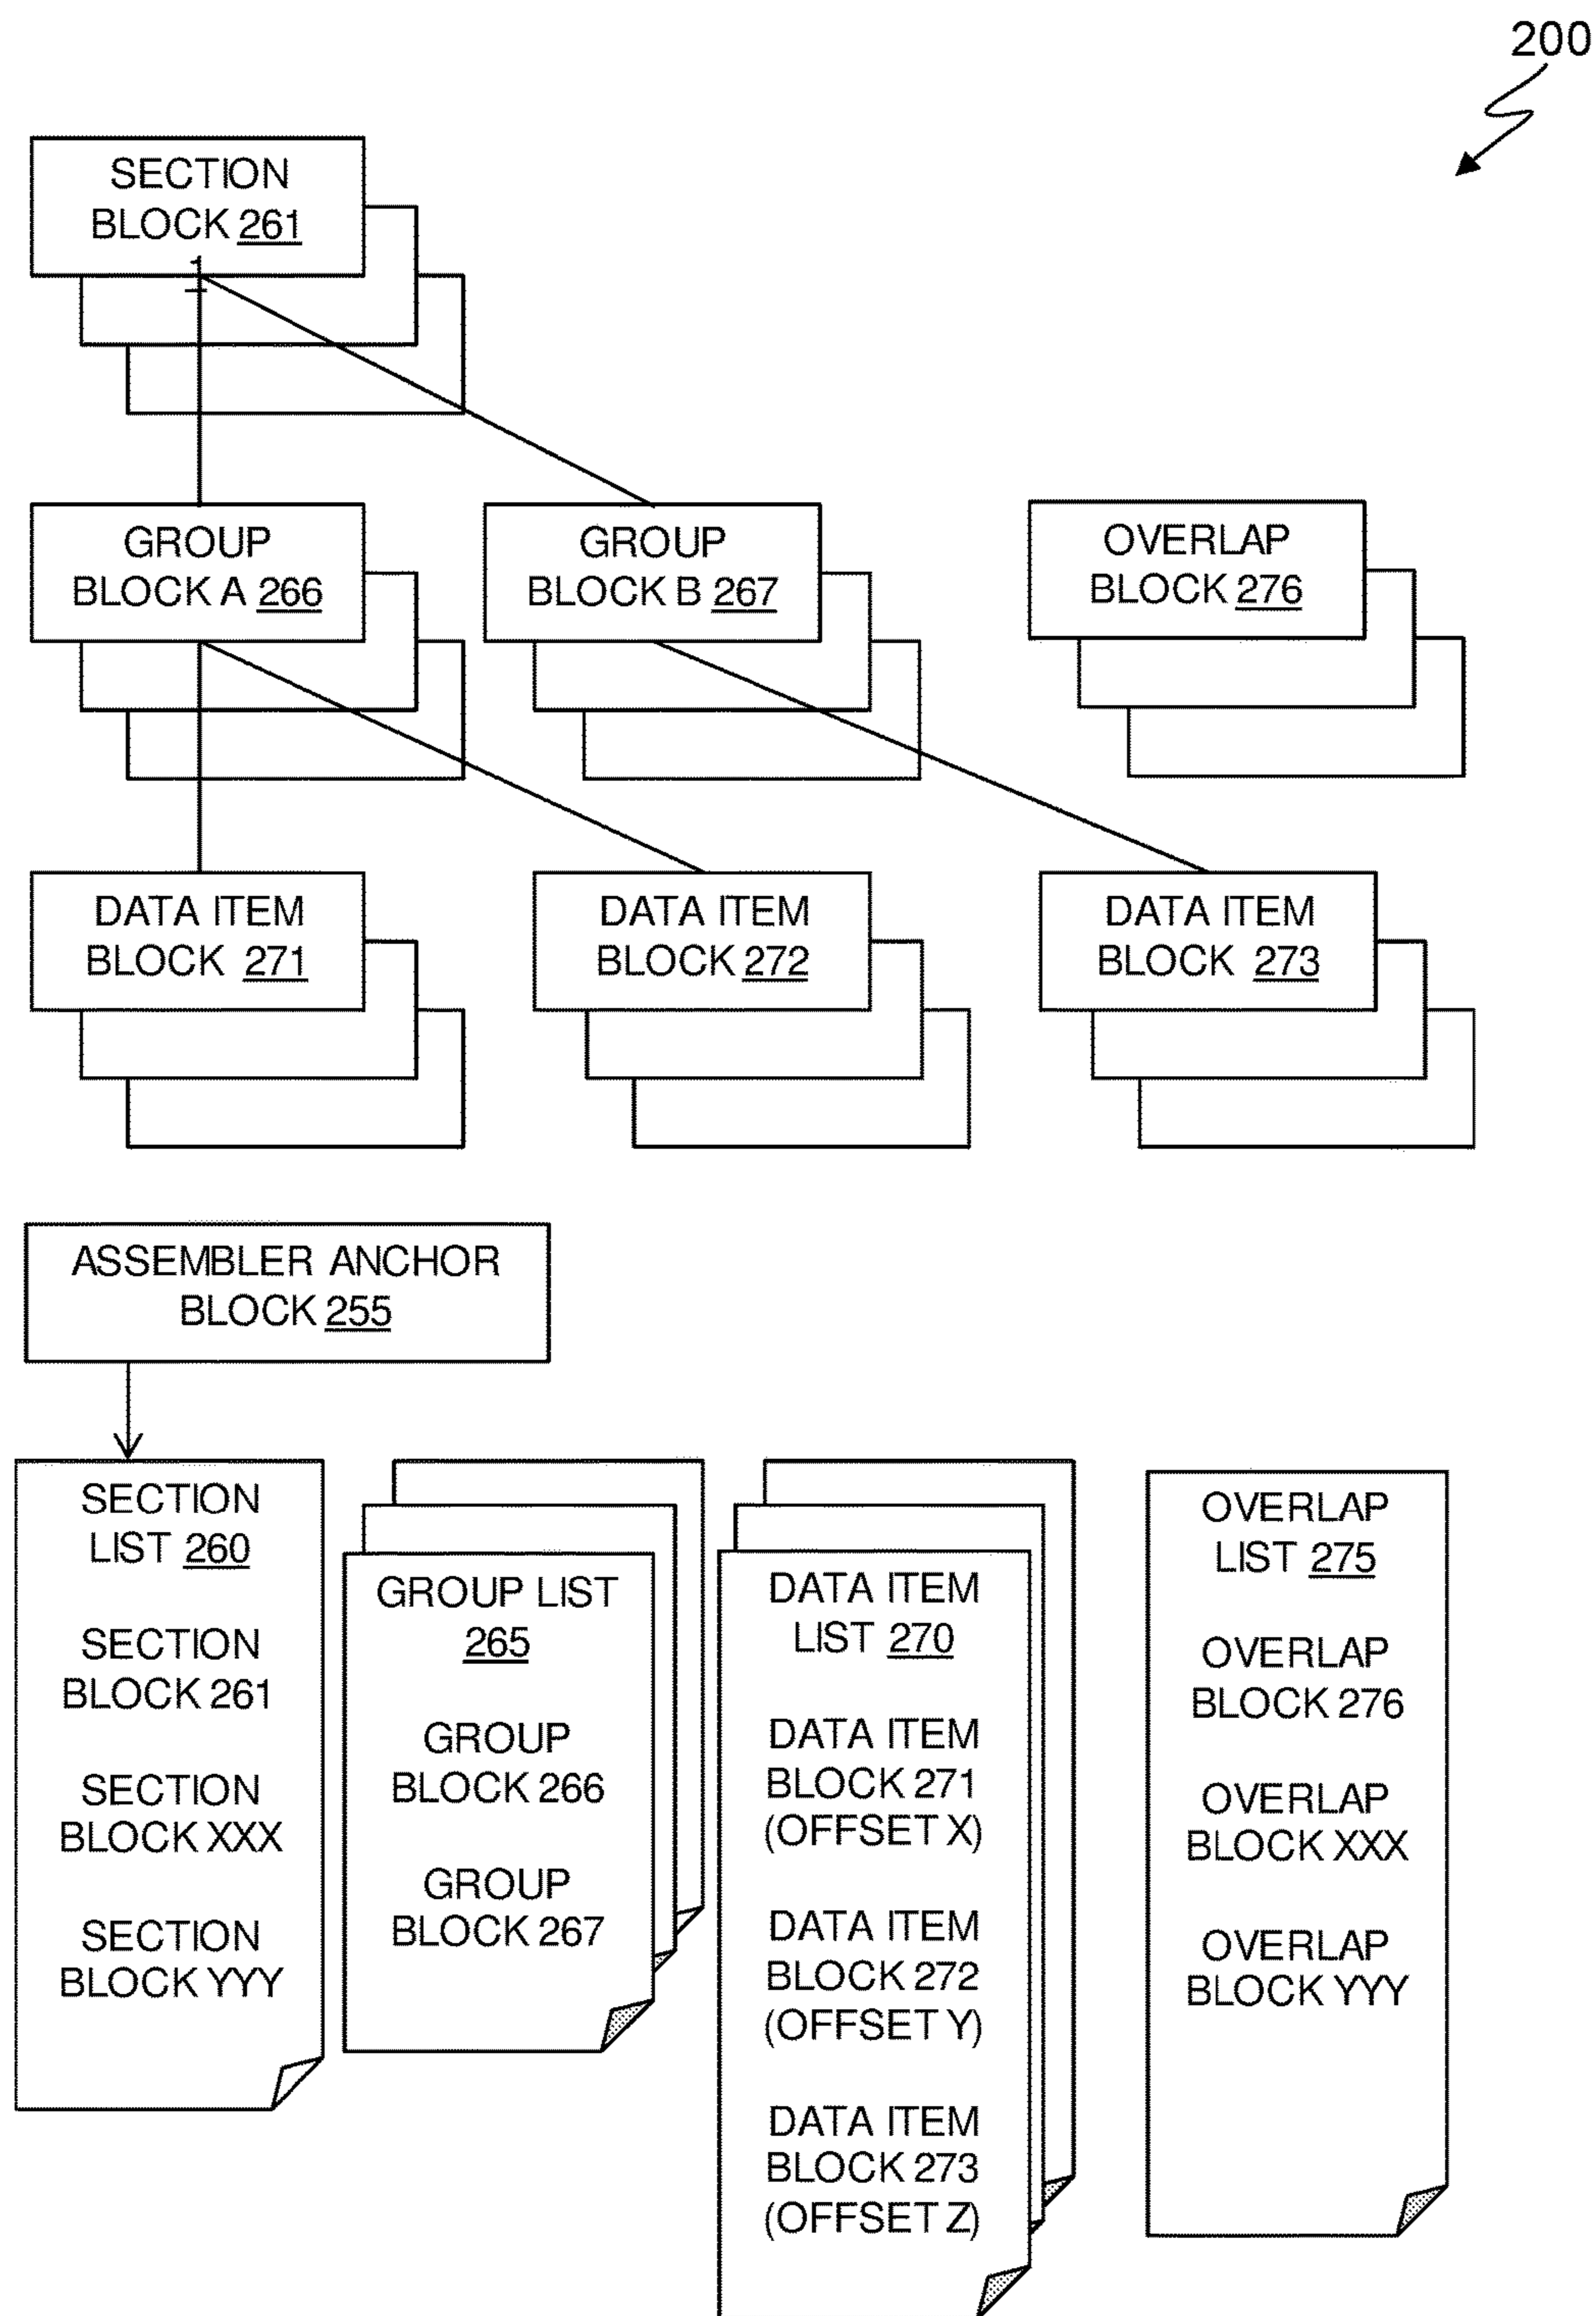 200
SECTION
BLOCK 261
1
GROUP
BLOCK A 266
GROUP
BLOCK B 267
OVERLAP
BLOCK 276
DATA ITEM
BLOCK 271
DATA ITEM
BLOCK 272
DATA ITEM
BLOCK 273
ASSEMBLER ANCHOR
BLOCK 255
SECTION
LIST 260
SECTION
BLOCK 261
SECTION
BLOCK XXX
SECTION
BLOCK YYY
GROUP LIST
265
GROUP
BLOCK 266
GROUP
BLOCK 267
DATA ITEM
LIST 270
DATA ITEM
BLOCK 271
(OFFSET X)
DATA ITEM
BLOCK 272
(OFFSET Y)
DATA ITEM
BLOCK 273
(OFFSET Z)
OVERLAP
LIST 275
OVERLAP
BLOCK 276
OVERLAP
BLOCK XXX
OVERLAP
BLOCK YYY